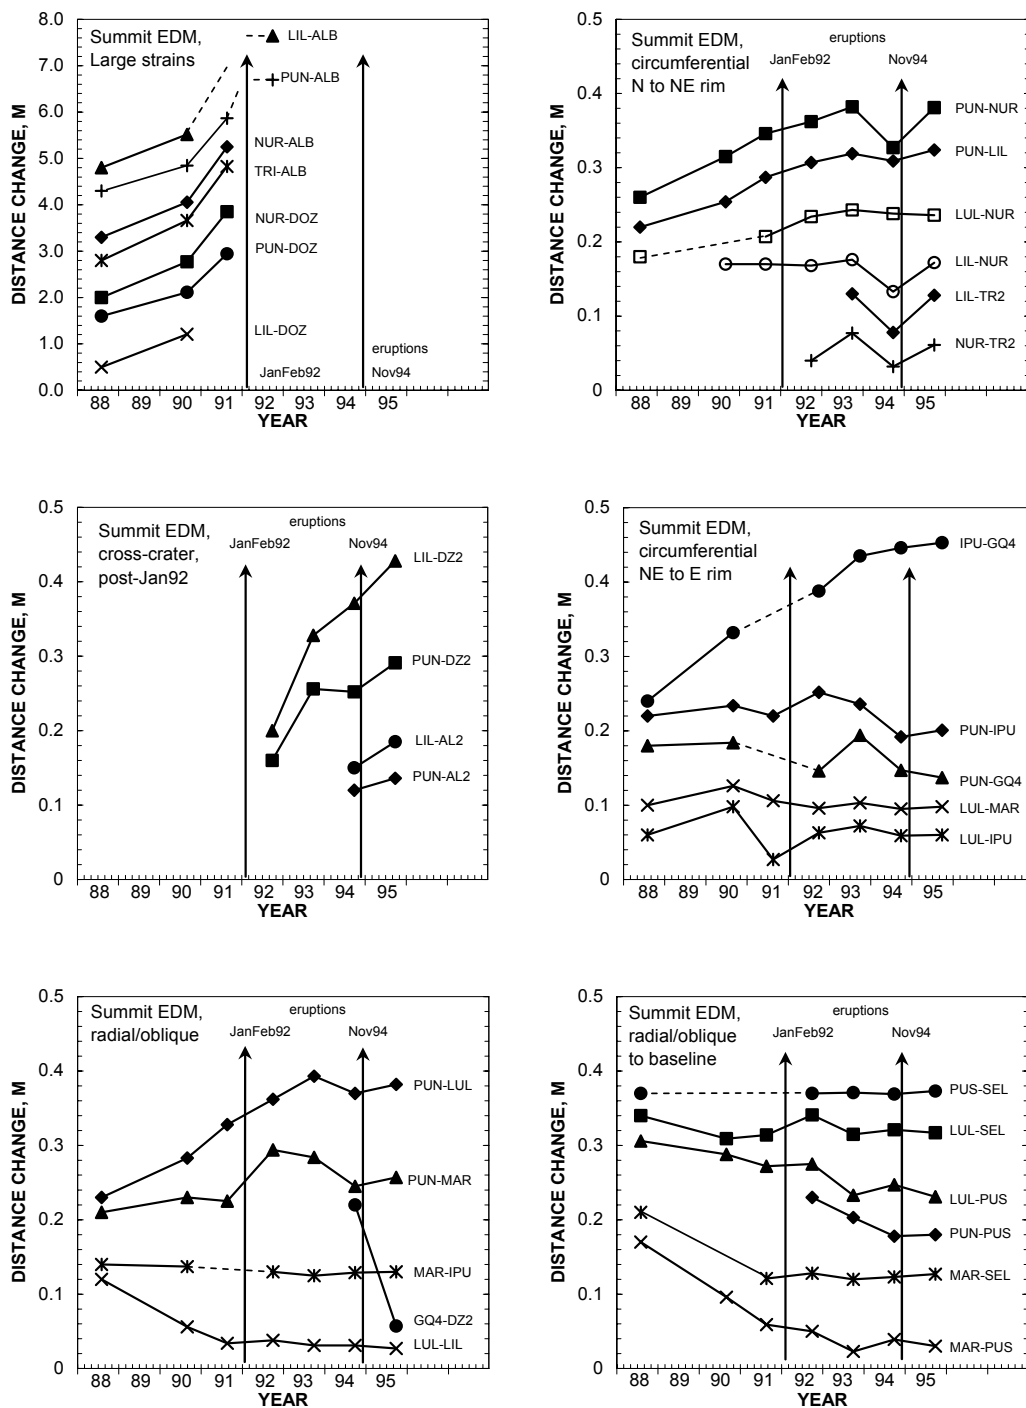 Summit EDM,
Large strains
DISTANCE CHANGE, M
8.0
7.0
6.0
5.0
4.0
3.0
2.0
1.0
0.0
LIL-ALB
PUN-ALB
NUR-ALB
TRI-ALB
NUR-DOZ
PUN-DOZ
LIL-DOZ
eruptions
JanFeb92
Nov94
88 89 90 91 92 93 94 95
YEAR
Summit EDM,
circumferential
N to NE rim
eruptions
JanFeb92
Nov94
DISTANCE CHANGE, M
0.5
0.4
0.3
0.2
0.1
0
PUN-NUR
PUN-LIL
LUL-NUR
LIL-NUR
LIL-TR2
NUR-TR2
88 89 90 91 92 93 94 95
YEAR
Summit EDM,
cross-crater,
post-Jan92
eruptions
JanFeb92
Nov94
DISTANCE CHANGE, M
0.5
0.4
0.3
0.2
0.1
0
LIL-DZ2
PUN-DZ2
LIL-AL2
PUN-AL2
88 89 90 91 92 93 94 95
YEAR
Summit EDM,
circumferential
NE to E rim
eruptions
JanFeb92
Nov94
DISTANCE CHANGE, M
0.5
0.4
0.3
0.2
0.1
0
IPU-GQ4
PUN-IPU
PUN-GQ4
LUL-MAR
LUL-IPU
88 89 90 91 92 93 94 95
YEAR
Summit EDM,
radial/oblique
eruptions
JanFeb92
Nov94
DISTANCE CHANGE, M
0.5
0.4
0.3
0.2
0.1
0
PUN-LUL
PUN-MAR
MAR-IPU
GQ4-DZ2
LUL-LIL
88 89 90 91 92 93 94 95
YEAR
Summit EDM,
radial/oblique
to baseline
eruptions
JanFeb92
Nov94
DISTANCE CHANGE, M
0.5
0.4
0.3
0.2
0.1
0
PUS-SEL
LUL-SEL
LUL-PUS
PUN-PUS
MAR-SEL
MAR-PUS
88 89 90 91 92 93 94 95
YEAR